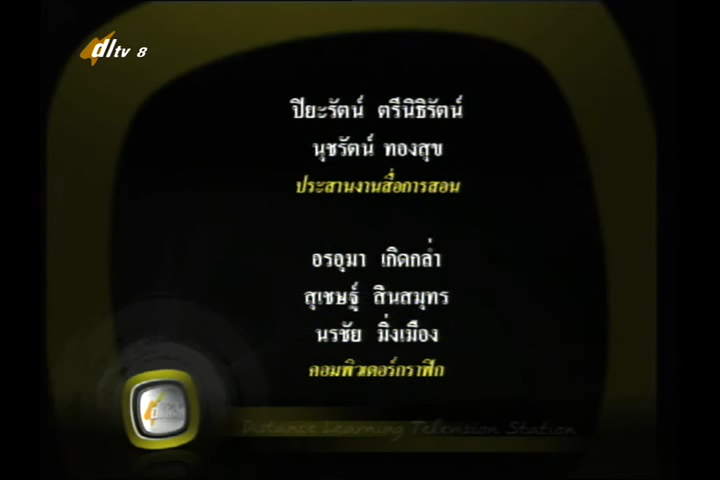 dltv 8
ปิยะรัตน์ ตรีนิธิรัตน์
นุชรัตน์ ทองสุข
ประสานงานสื่อการสอน
อรอุมา เกิดกล่ำ
สุเชษฐ์ สินสมุทร
นรชัย มิ่งเมือง
คอมพิวเตอร์กราฟิก
Distance Learning Television Station